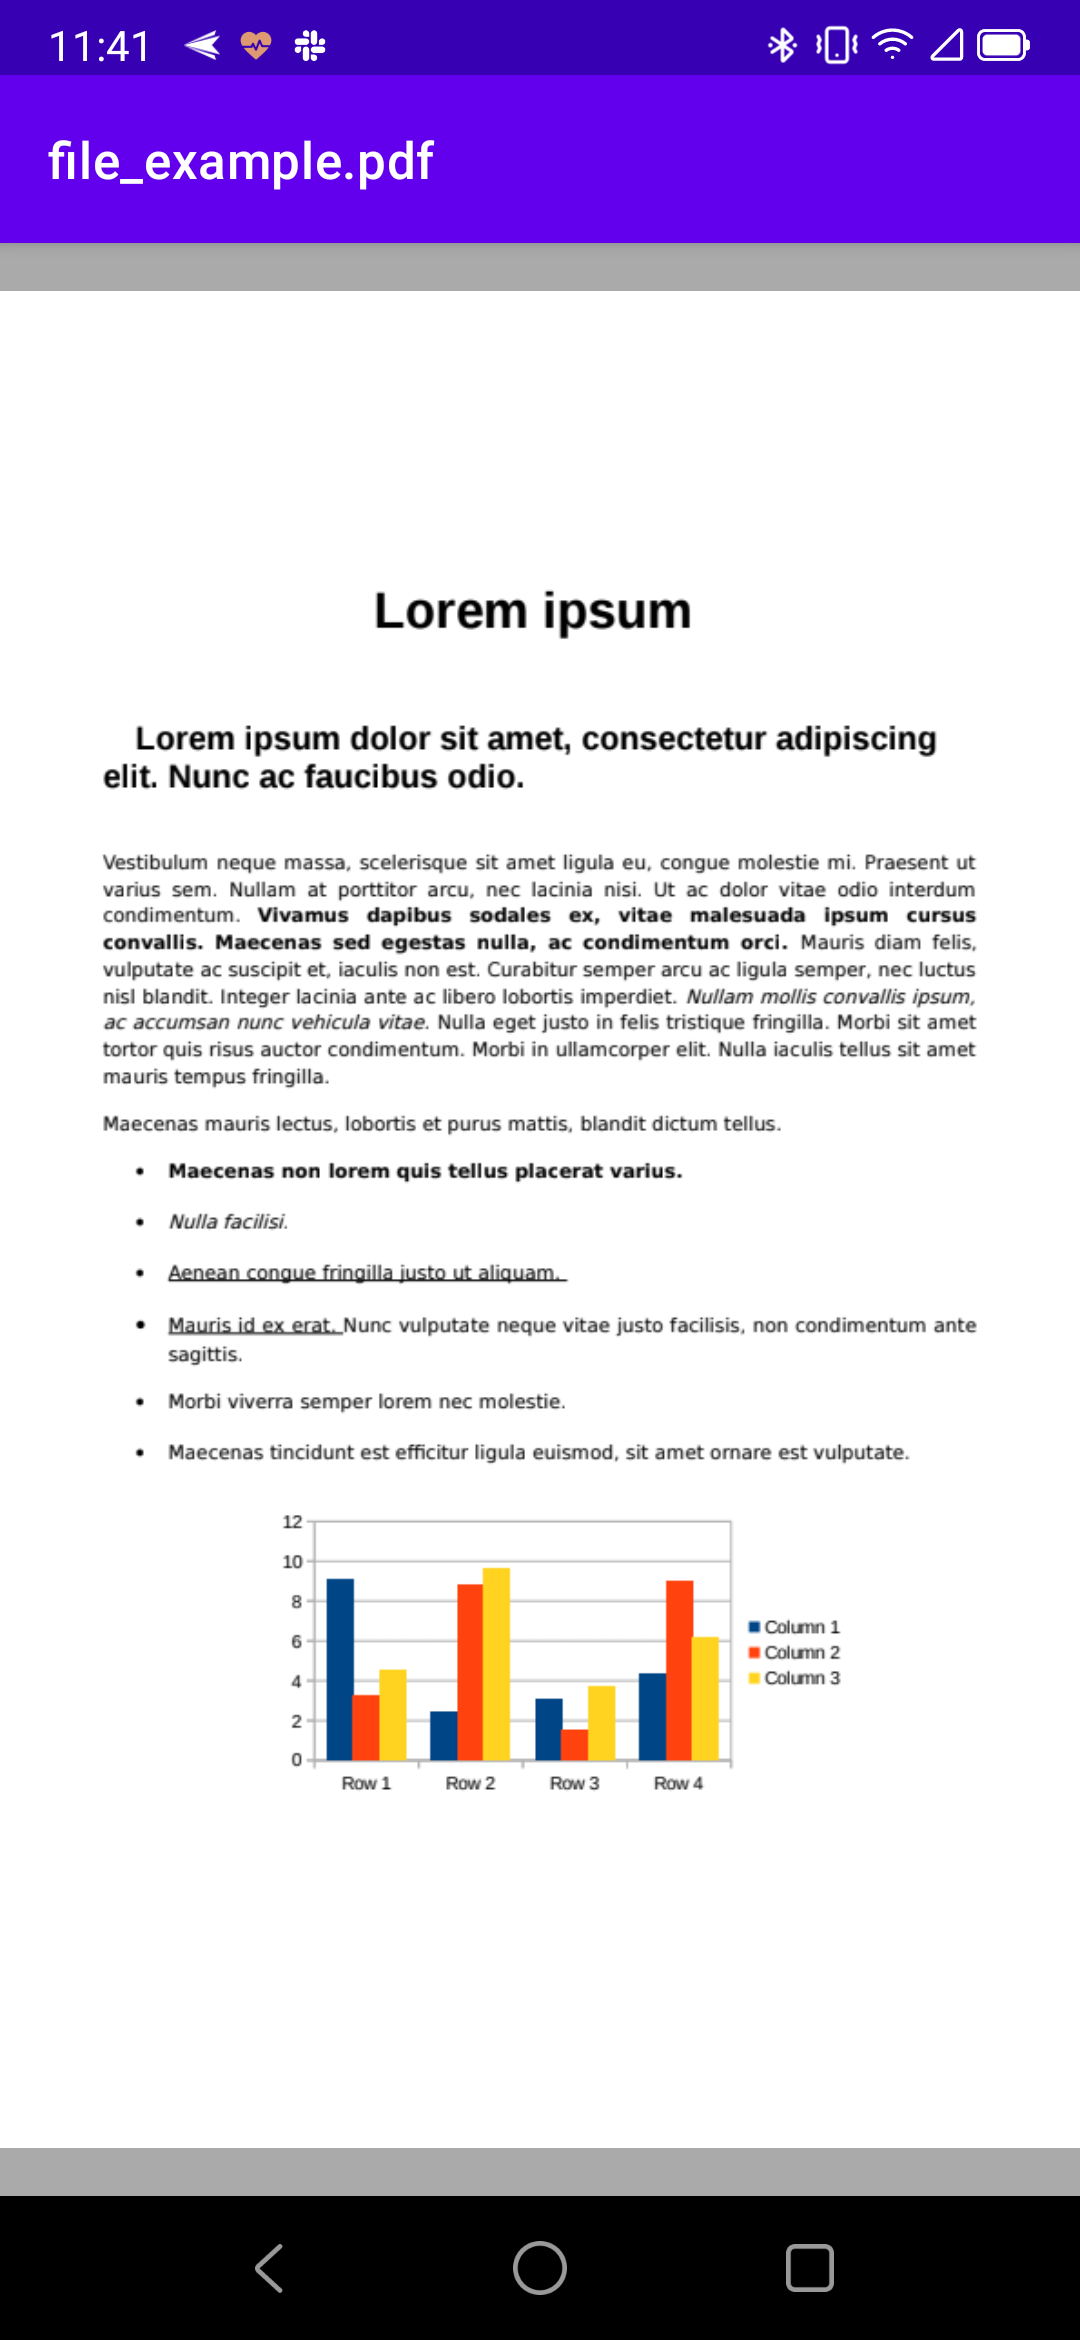 11:41
file_example.pdf
Lorem ipsum
Lorem ipsum dolor sit amet, consectetur adipiscing
elit. Nunc ac faucibus odio.
Vestibulum neque massa, scelerisque sit amet ligula eu, congue molestie mi. Praesent ut
varius sem. Nullam at porttitor arcu, nec lacinia nisi. Ut ac dolor vitae odio interdum
condimentum. Vivamus dapibus sodales ex, vitae malesuada ipsum cursus
convallis. Maecenas sed egestas nulla, ac condimentum orci. Mauris diam felis,
vulputate ac suscipit et, iaculis non est. Curabitur semper arcu ac ligula semper, nec luctus
nisl blandit. Integer lacinia ante ac libero lobortis imperdiet. Nullam mollis convallis ipsum,
ac accumsan nunc vehicula vitae. Nulla eget justo in felis tristique fringilla. Morbi sit amet
tortor quis risus auctor condimentum. Morbi in ullamcorper elit. Nulla iaculis tellus sit amet
mauris tempus fringilla.
Maecenas mauris lectus, lobortis et purus mattis, blandit dictum tellus.
• Maecenas non lorem quis tellus placerat varius.
• Nulla facilisi.
• Aenean congue fringilla justo ut aliquam.
• Mauris id ex erat. Nunc vulputate neque vitae justo facilisis, non condimentum ante
sagittis.
• Morbi viverra semper lorem nec molestie.
• Maecenas tincidunt est efficitur ligula euismod, sit amet ornare est vulputate.
12
10
8
6
4
2
0
Row 1 Row 2 Row 3 Row 4
Column 1
Column 2
Column 3